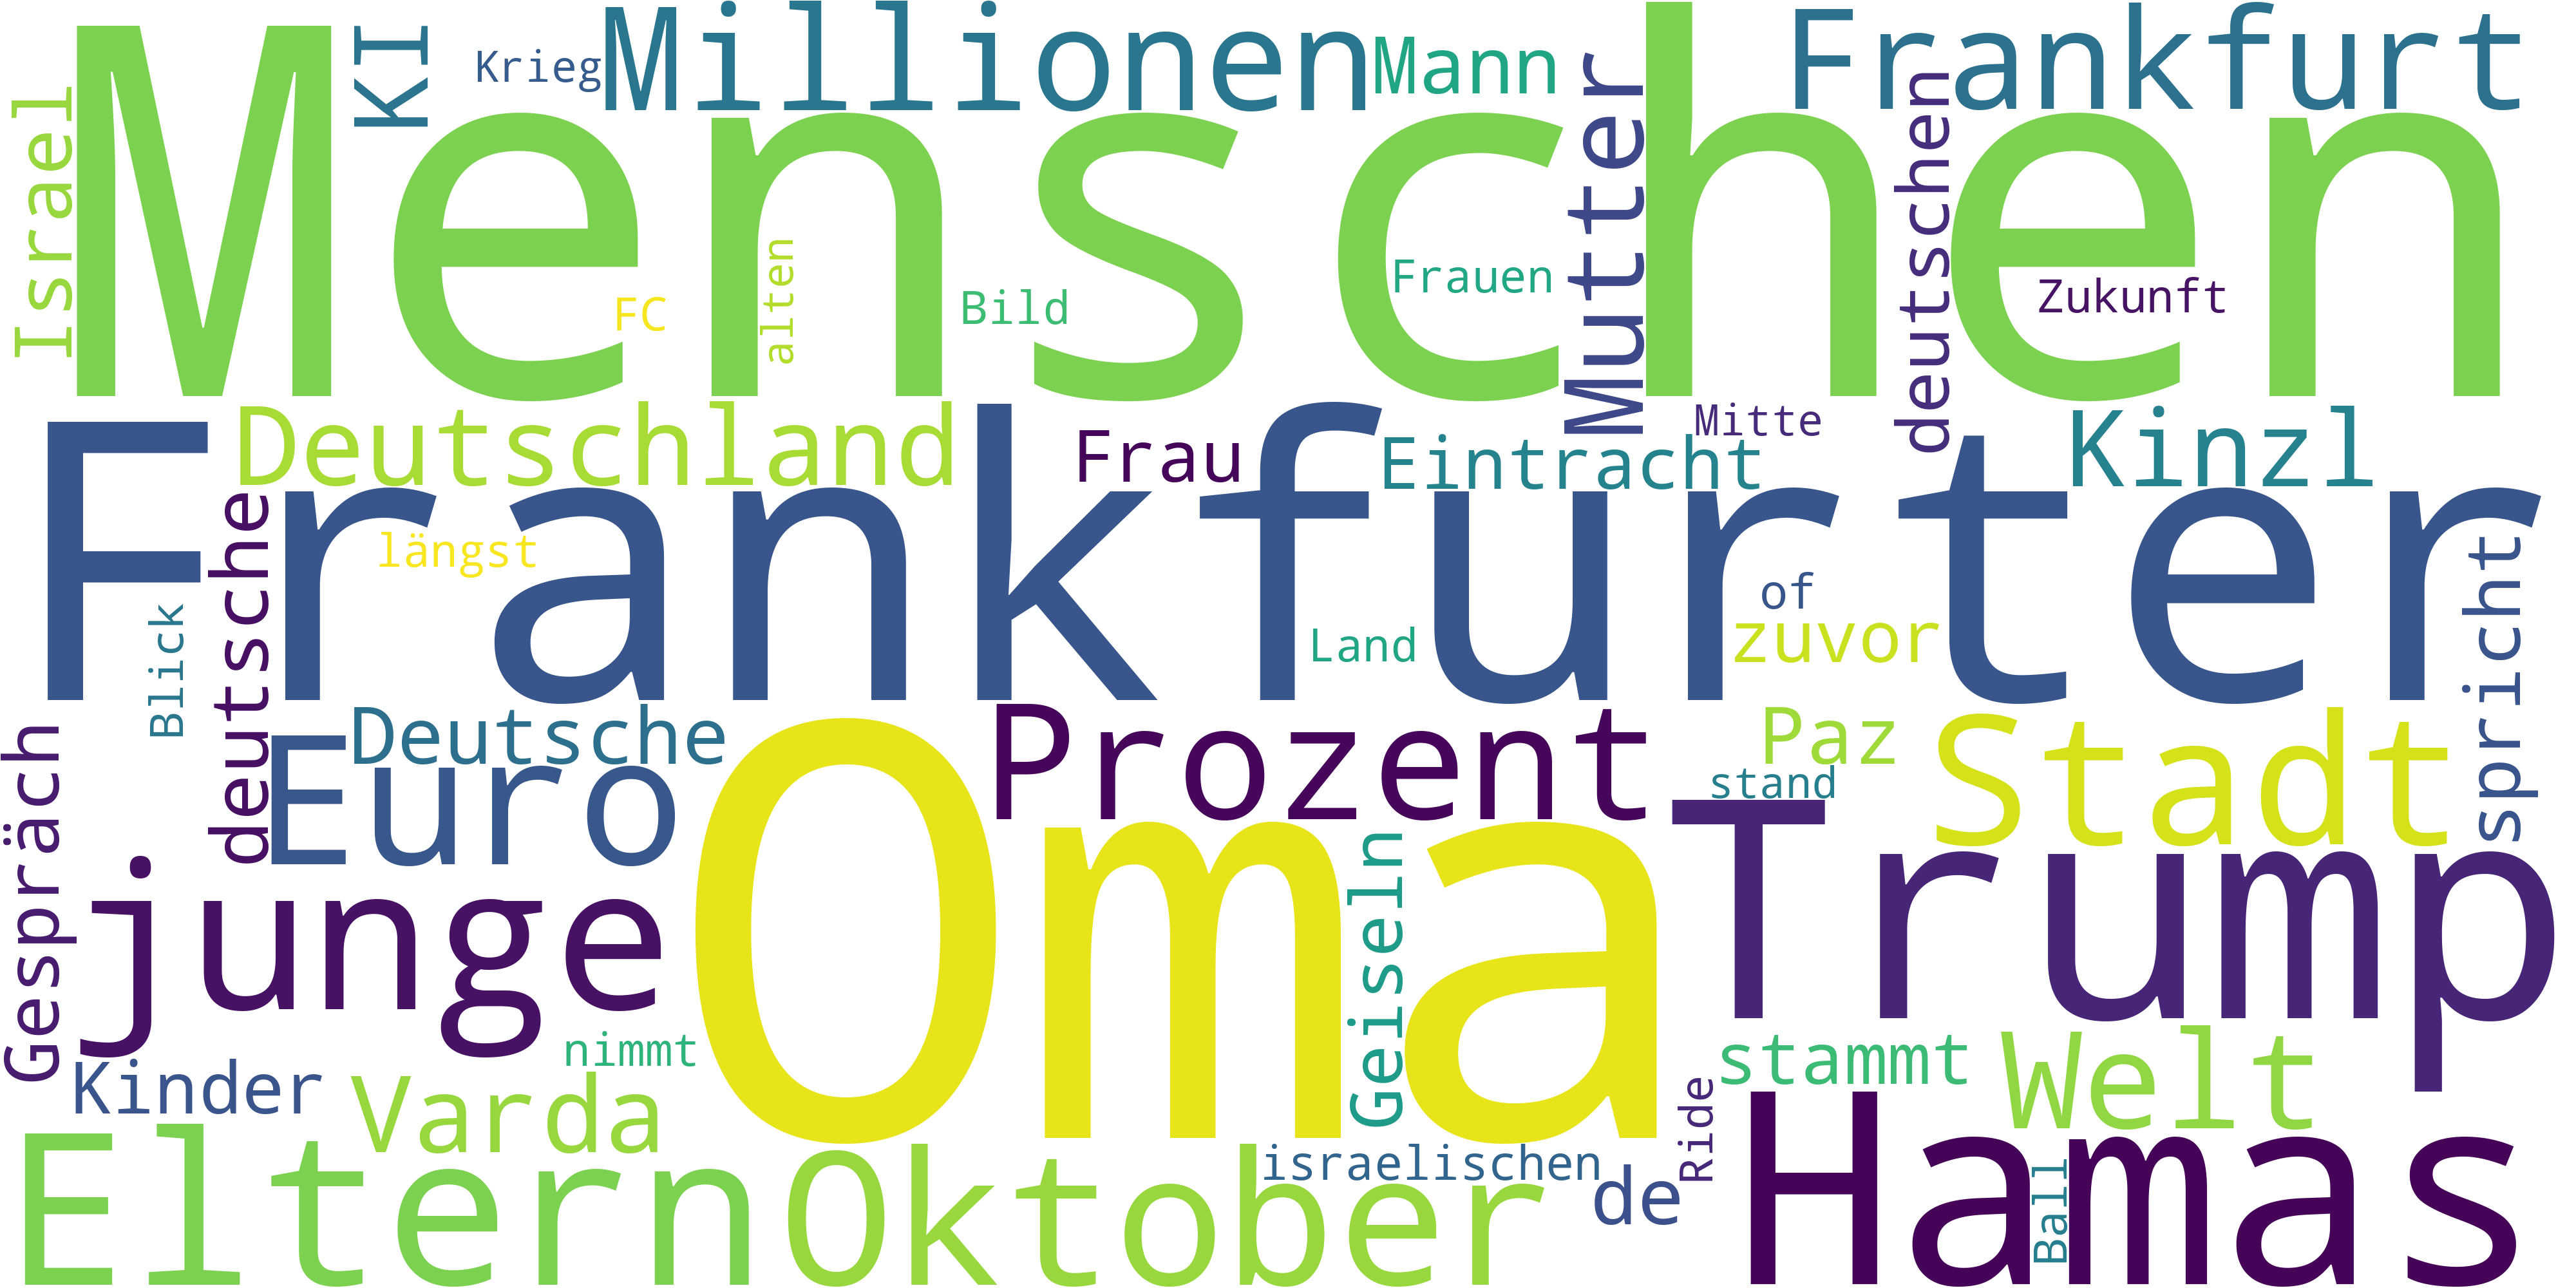 Menschen
Millionen
Frankfurt
KI
Krieg
Mann
Israel
Mutter
deutschen
FC
alten
Bild
Frauen
Zukunft
Deutschland
Frau
Eintracht
Mitte
Kinzl
Frankfurter
deutsche
längst
Blick
of
Land
zuvor
spricht
Gespräch
Deutsche
Euro
Prozent
Paz
stand
Stadt
junge
Oma
Geiseln
Trump
nimmt
Kinder
Varda
stammt
Welt
Ride
Eltern
Oktober
israelischen
de
Hamas
Ball